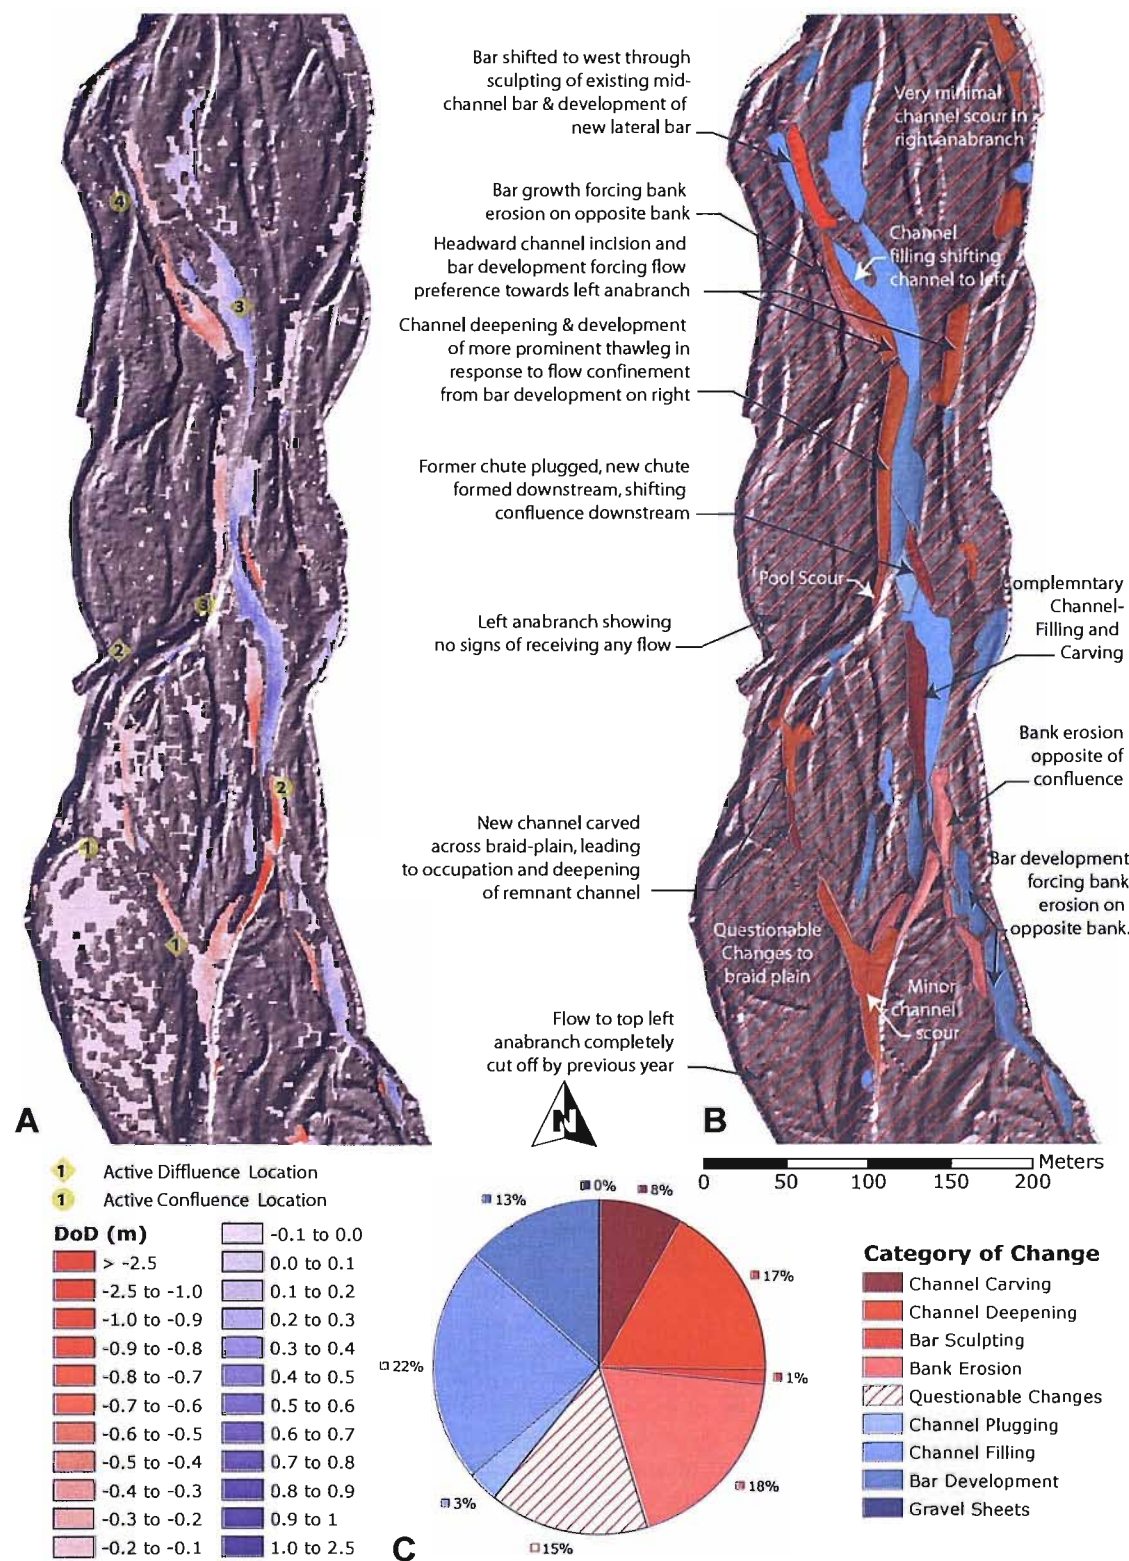 Bar shifted to west through
sculpting of existing mid-
channel bar & development of
new lateral bar
Bar growth forcing bank
erosion on opposite bank
Headward channel incision and
bar development forcing flow
preference towards left anabranch
Channel deepening & development
of more prominent thawleg in
response to flow confinement
from bar development on right
Former chute plugged, new chute
formed downstream, shifting
confluence downstream
Left anabranch showing
no signs of receiving any flow
New channel carved
across braid-plain, leading
to occupation and deepening
of remnant channel
Flow to top left
anabranch completely
cut off by previous year
4
3
3
2
2
1
1
A
N
Very minimal
channel scour in
right anabranch
Channel
filling shifting
channel to left
Pool Scour
omplemntary
Channel-
Filling and
Carving
Bank erosion
opposite of
confluence
Bar development
forcing bank
erosion on
opposite bank.
Questionable
Changes to
braid plain
Minor
channel
scour
B
Meters
0 50 100 150 200
1 Active Diffluence Location
1 Active Confluence Location
DoD (m)
> -2.5
-2.5 to -1.0
-1.0 to -0.9
-0.9 to -0.8
-0.8 to -0.7
-0.7 to -0.6
-0.6 to -0.5
-0.5 to -0.4
-0.4 to -0.3
-0.3 to -0.2
-0.2 to -0.1
-0.1 to 0.0
0.0 to 0.1
0.1 to 0.2
0.2 to 0.3
0.3 to 0.4
0.4 to 0.5
0.5 to 0.6
0.6 to 0.7
0.7 to 0.8
0.8 to 0.9
0.9 to 1
1.0 to 2.5
0%
8%
17%
1%
18%
15%
3%
22%
13%
C
Category of Change
Channel Carving
Channel Deepening
Bar Sculpting
Bank Erosion
Questionable Changes
Channel Plugging
Channel Filling
Bar Development
Gravel Sheets